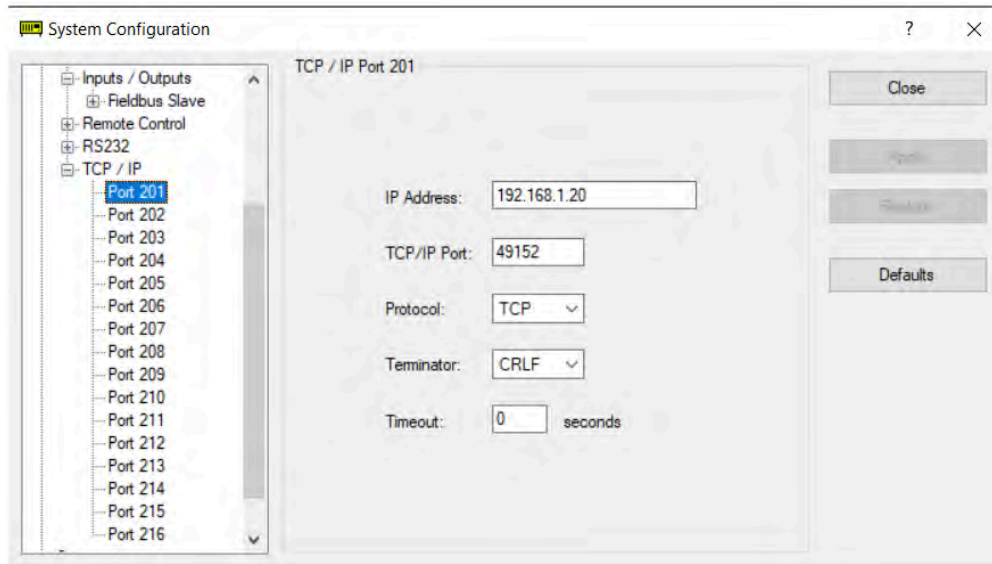 System Configuration
?
Inputs / Outputs
Fieldbus Slave
Remote Control
RS232
TCP / IP
Port 201
Port 202
Port 203
Port 204
Port 205
Port 206
Port 207
Port 208
Port 209
Port 210
Port 211
Port 212
Port 213
Port 214
Port 215
Port 216
TCP / IP Port 201
IP Address: 192.168.1.20
TCP/IP Port: 49152
Protocol: TCP
Terminator: CRLF
Timeout: 0 seconds
Close
Defaults